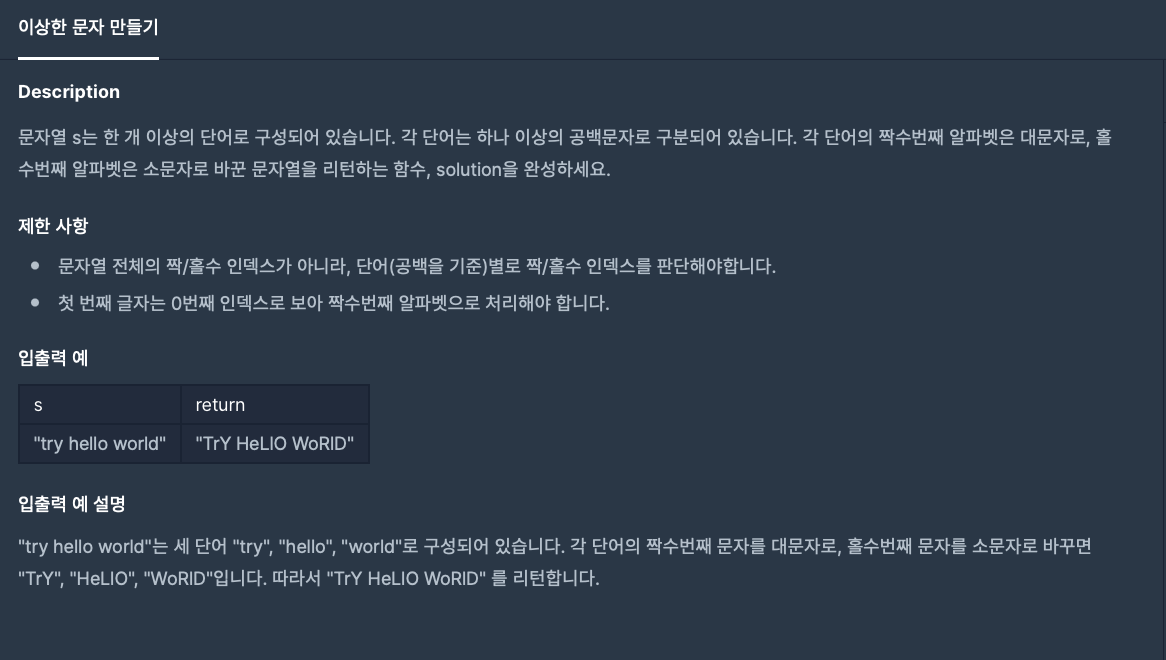 이상한 문자 만들기
Description
문자열 s는 한 개 이상의 단어로 구성되어 있습니다. 각 단어는 하나 이상의 공백문자로 구분되어 있습니다. 각 단어의 짝수번째 알파벳은 대문자로, 홀
수번째 알파벳은 소문자로 바꾼 문자열을 리턴하는 함수, solution을 완성하세요.
제한 사항
• 문자열 전체의 짝/홀수 인덱스가 아니라, 단어(공백을 기준)별로 짝/홀수 인덱스를 판단해야합니다.
• 첫 번째 글자는 0번째 인덱스로 보아 짝수번째 알파벳으로 처리해야 합니다.
입출력 예
s return
"try hello world" "TrY HeLlO WoRlD"
입출력 예 설명
"try hello world"는 세 단어 "try", "hello", "world"로 구성되어 있습니다. 각 단어의 짝수번째 문자를 대문자로, 홀수번째 문자를 소문자로 바꾸면
"TrY", "HeLlO", "WoRlD"입니다. 따라서 "TrY HeLlO WoRlD" 를 리턴합니다.